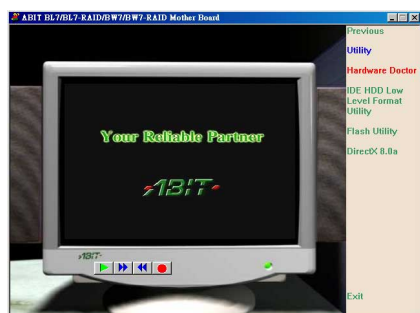 ABIT BL7/BL7-RAID/BW7/BW7-RAID Mother Board
Previous
Utility
Hardware Doctor
IDE HDD Low
Level Format
Utility
Flash Utility
DirectX 8.0a
Exit
Your Reliable Partner
ABIT
ABIT